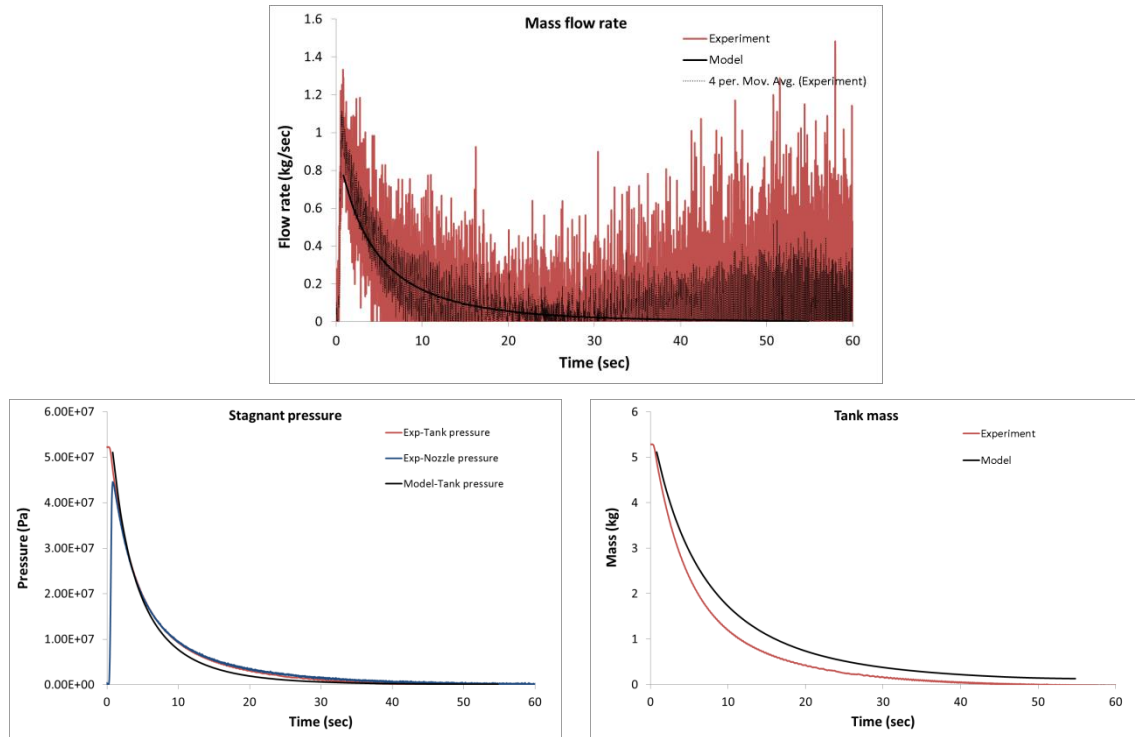 Mass flow rate
Experiment
Model
4 per. Mov. Avg. (Experiment)
Flow rate (kg/sec)
1.6
1.4
1.2
1
0.8
0.6
0.4
0.2
0
0 10 20 30 40 50 60
Time (sec)
Stagnant pressure
Exp-Tank pressure
Exp-Nozzle pressure
Model-Tank pressure
Pressure (Pa)
6.00E+07
5.00E+07
4.00E+07
3.00E+07
2.00E+07
1.00E+07
0.00E+00
0 10 20 30 40 50 60
Time (sec)
Tank mass
Experiment
Model
Mass (kg)
6
5
4
3
2
1
0
0 10 20 30 40 50 60
Time (sec)